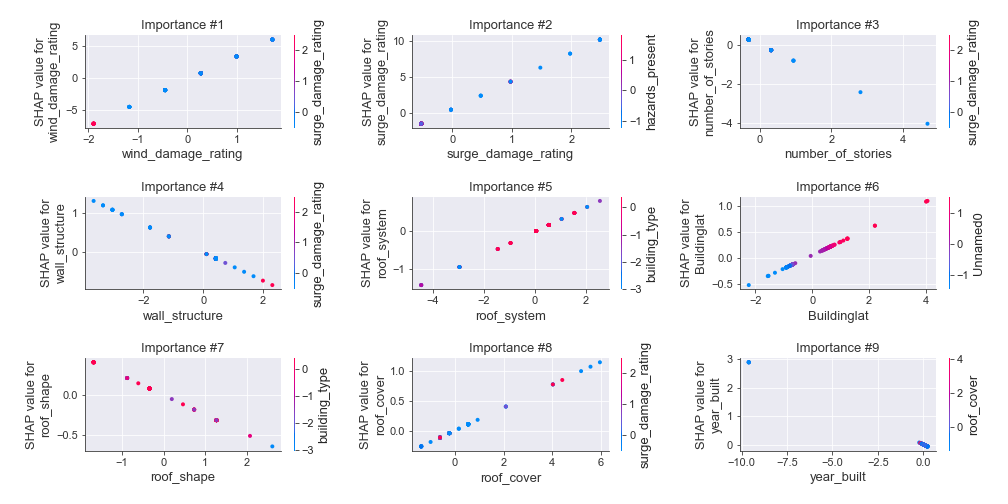 Importance #1
SHAP value for
wind_damage_rating
5
0
−5
−2
−1
0
1
wind_damage_rating
2
1
0
surge_damage_rating
Importance #2
SHAP value for
surge_damage_rating
10
5
0
0
1
2
surge_damage_rating
1
0
−1
hazards_present
Importance #3
SHAP value for
number_of_stories
0
−2
−4
0
2
4
number_of_stories
2
1
0
surge_damage_rating
Importance #4
SHAP value for
wall_structure
1
0
−2
0
2
wall_structure
2
1
0
surge_damage_rating
Importance #5
SHAP value for
roof_system
0
−1
−4
−2
0
2
roof_system
0
−1
−2
−3
building_type
Importance #6
SHAP value for
Buildinglat
1.0
0.5
0.0
−0.5
−2
0
2
4
Buildinglat
1
0
−1
Unnamed0
Importance #7
SHAP value for
roof_shape
0.0
−0.5
−1
0
1
2
roof_shape
0
−1
−2
−3
building_type
Importance #8
SHAP value for
roof_cover
1.0
0.5
0.0
0
2
4
6
roof_cover
2
1
0
surge_damage_rating
Importance #9
SHAP value for
year_built
3
2
1
0
−10.0
−7.5
−5.0
−2.5
0.0
year_built
4
2
0
roof_cover